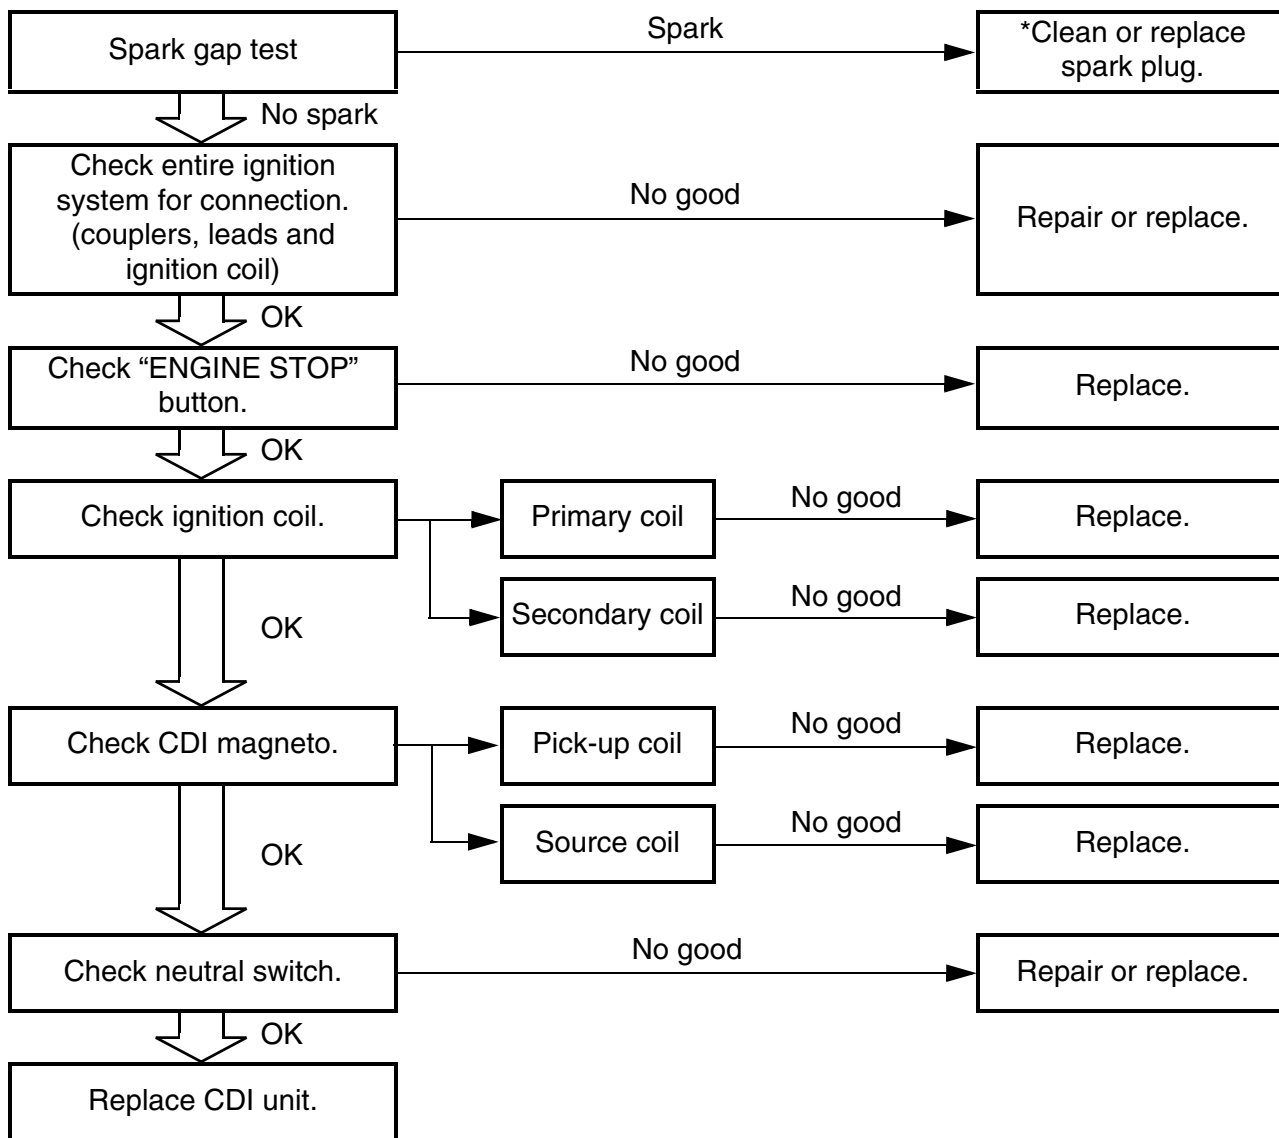 Spark gap test
Spark
*Clean or replace
spark plug.
No spark
Check entire ignition
system for connection.
(couplers, leads and
ignition coil)
No good
Repair or replace.
OK
Check “ENGINE STOP”
button.
No good
Replace.
OK
Check ignition coil.
Primary coil
No good
Replace.
Secondary coil
No good
Replace.
OK
Check CDI magneto.
Pick-up coil
No good
Replace.
Source coil
No good
Replace.
OK
Check neutral switch.
No good
Repair or replace.
OK
Replace CDI unit.